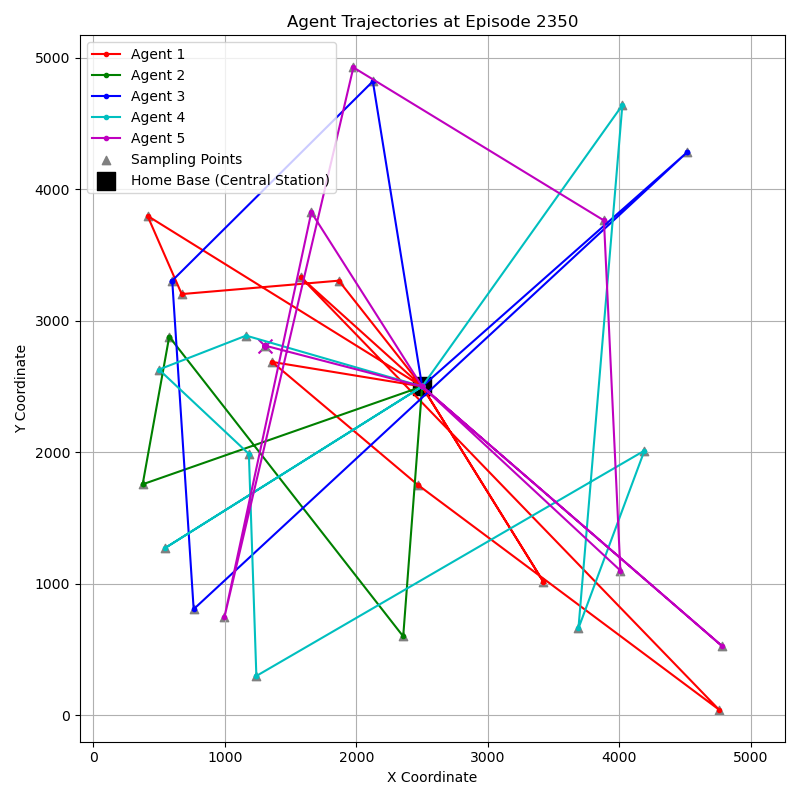 Agent Trajectories at Episode 2350
Agent 1
Agent 2
Agent 3
Agent 4
Agent 5
Sampling Points
Home Base (Central Station)
Y Coordinate
5000
4000
3000
2000
1000
0
0 1000 2000 3000 4000 5000
X Coordinate